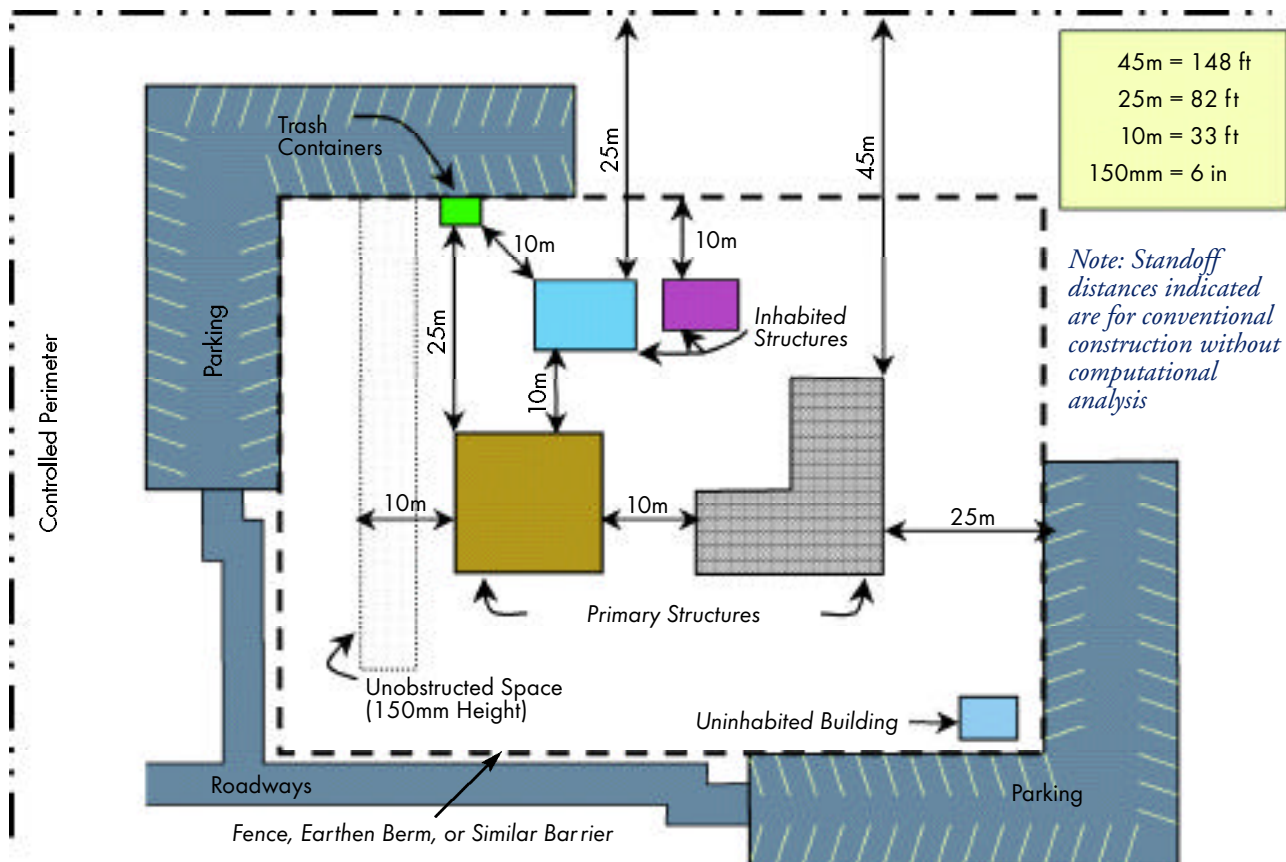 45m = 148 ft
25m = 82 ft
10m = 33 ft
150mm = 6 in
Trash
Containers
25m
45m
10m
10m
Note: Standoff
distances indicated
are for conventional
construction without
computational
analysis
Inhabited
Structures
Parking
25m
10m
Controlled Perimeter
10m
10m
25m
Primary Structures
Unobstructed Space
(150mm Height)
Uninhabited Building
Roadways
Parking
Fence, Earthen Berm, or Similar Barrier